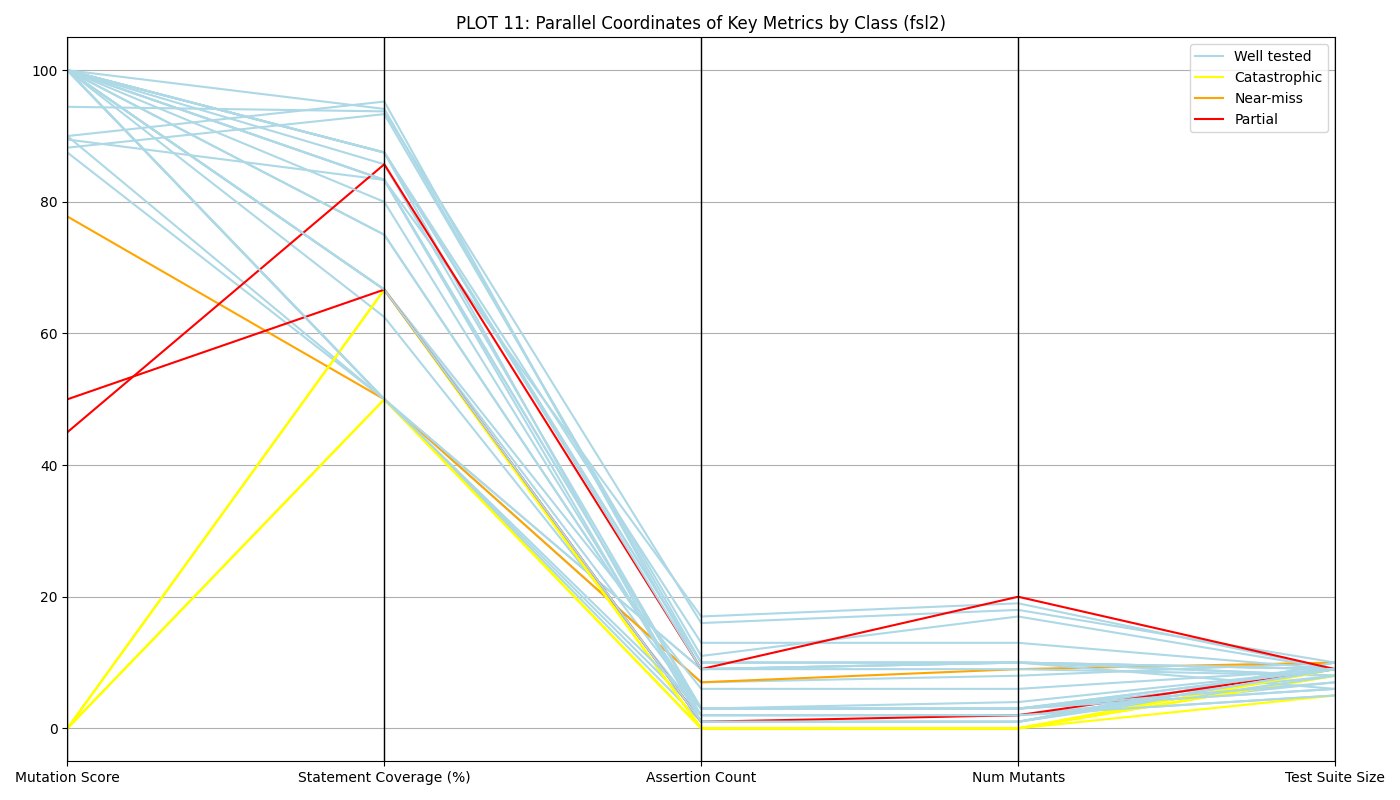 PLOT 11: Parallel Coordinates of Key Metrics by Class (fsl2)
Well tested
Catastrophic
Near-miss
Partial
100
80
60
40
20
0
Mutation Score
Statement Coverage (%)
Assertion Count
Num Mutants
Test Suite Size